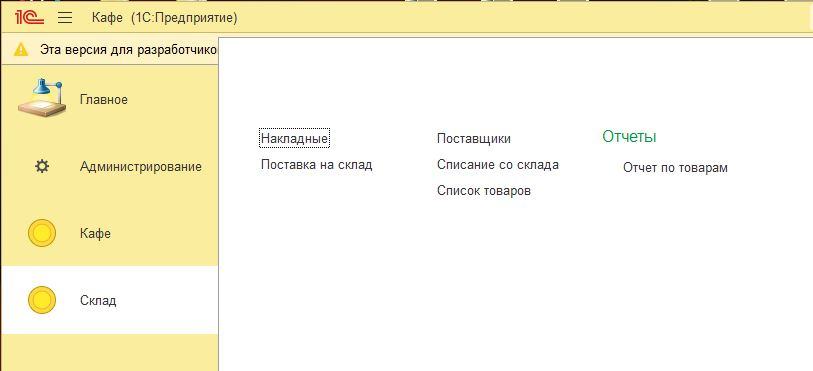 1С Кафе (1С:Предприятие)
Эта версия для разработчико
Главное
Администрирование
Кафе
Склад
Накладные
Поставка на склад
Поставщики
Списание со склада
Список товаров
Отчеты
Отчет по товарам